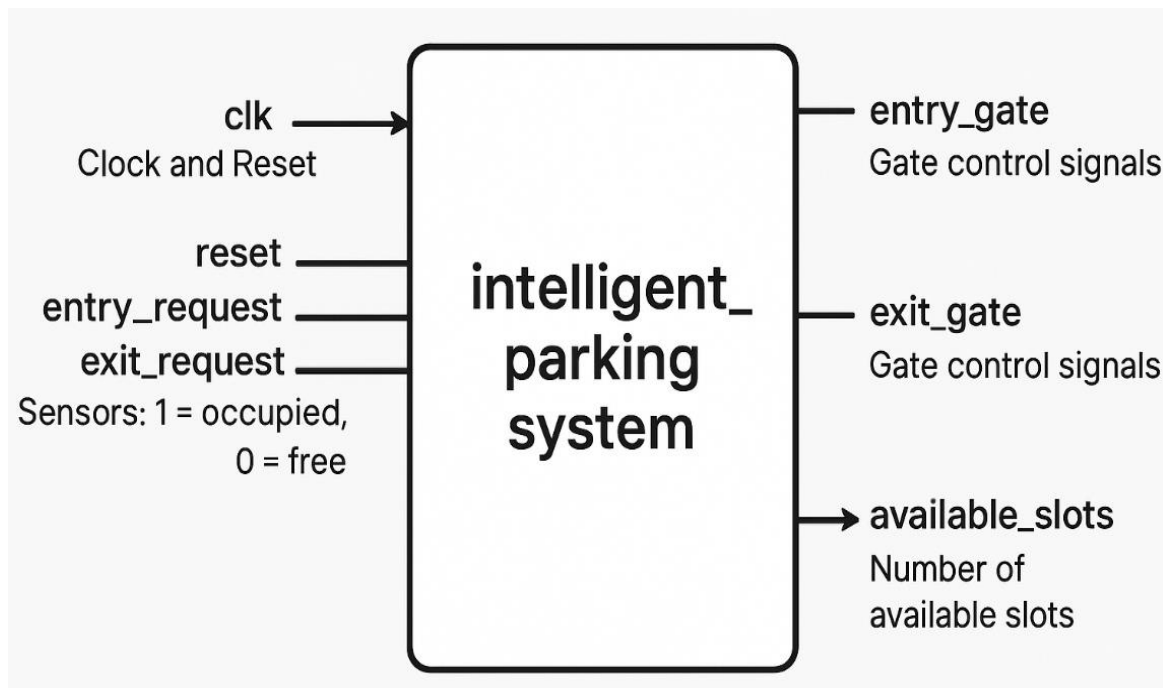 clk
Clock and Reset
reset
entry_request
exit_request
Sensors: 1 = occupied,
0 = free
intelligent_
parking
system
entry_gate
Gate control signals
exit_gate
Gate control signals
available_slots
Number of
available slots